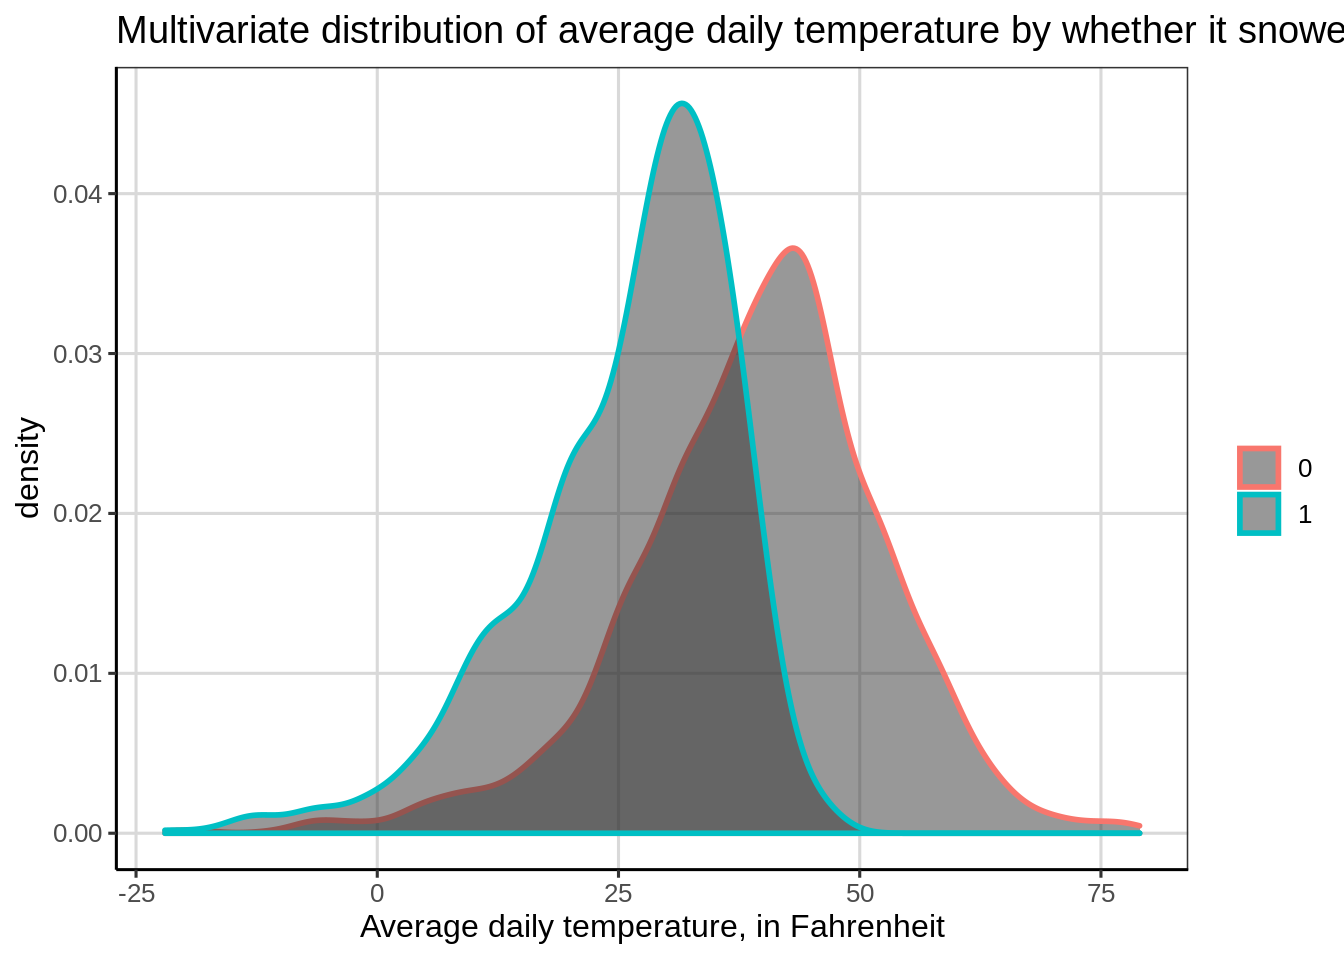 Multivariate distribution of average daily temperature by whether it snowe
density
0.04
0.03
0.02
0.01
0.00
-25 0 25 50 75
Average daily temperature, in Fahrenheit
0
1